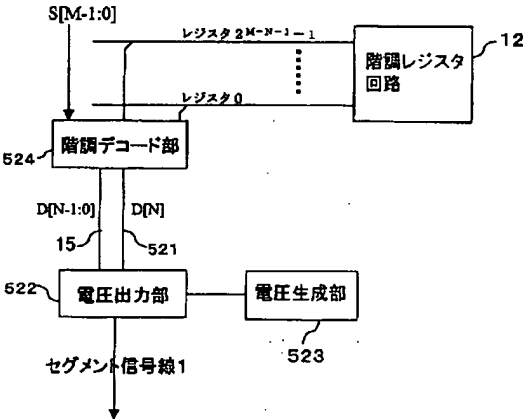 S[M-1:0]
レジスタ2M-N-1-1
12
階調レジスタ
回路
レジスタ0
階調デコード部
524
D[N-1:0]
D[N]
15
521
522
電圧出力部
電圧生成部
523
セグメント信号線1